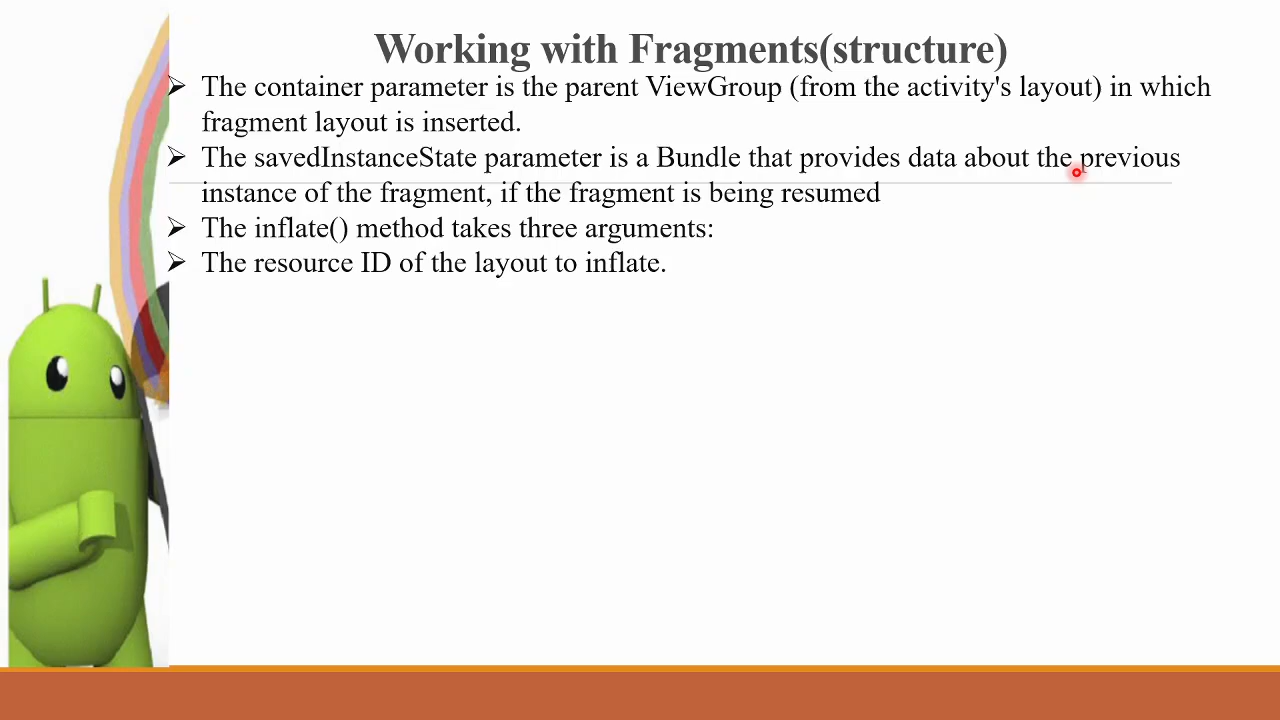 Working with Fragments(structure)
➢ The container parameter is the parent ViewGroup (from the activity's layout) in which
fragment layout is inserted.
➢ The savedInstanceState parameter is a Bundle that provides data about the previous
instance of the fragment, if the fragment is being resumed
➢ The inflate() method takes three arguments:
➢ The resource ID of the layout to inflate.